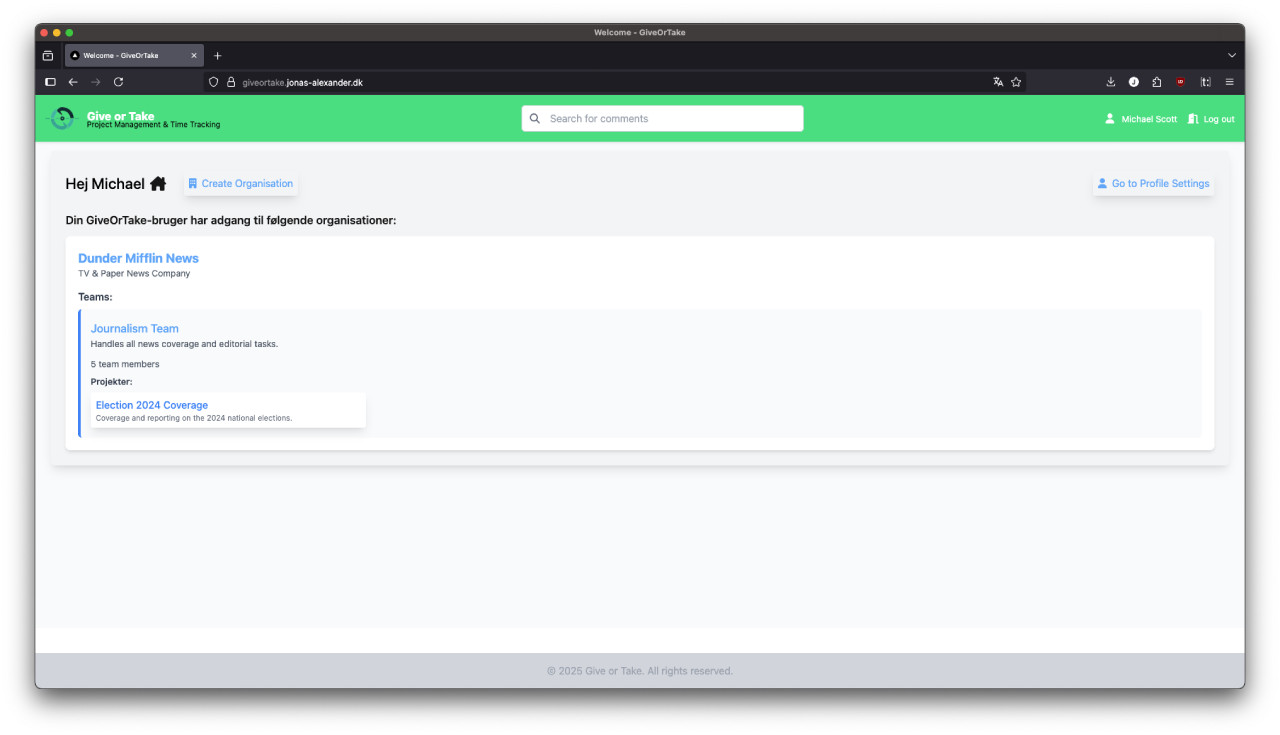 Welcome - GiveOrTake
Welcome - GiveOrTake
giveortake.jonas-alexander.dk
Give or Take
Project Management & Time Tracking
Search for comments
Michael Scott
Log out
Hej Michael
Create Organisation
Go to Profile Settings
Din GiveOrTake-bruger har adgang til følgende organisationer:
Dunder Mifflin News
TV & Paper News Company
Teams:
Journalism Team
Handles all news coverage and editorial tasks.
5 team members
Projekter:
Election 2024 Coverage
Coverage and reporting on the 2024 national elections.
© 2025 Give or Take. All rights reserved.